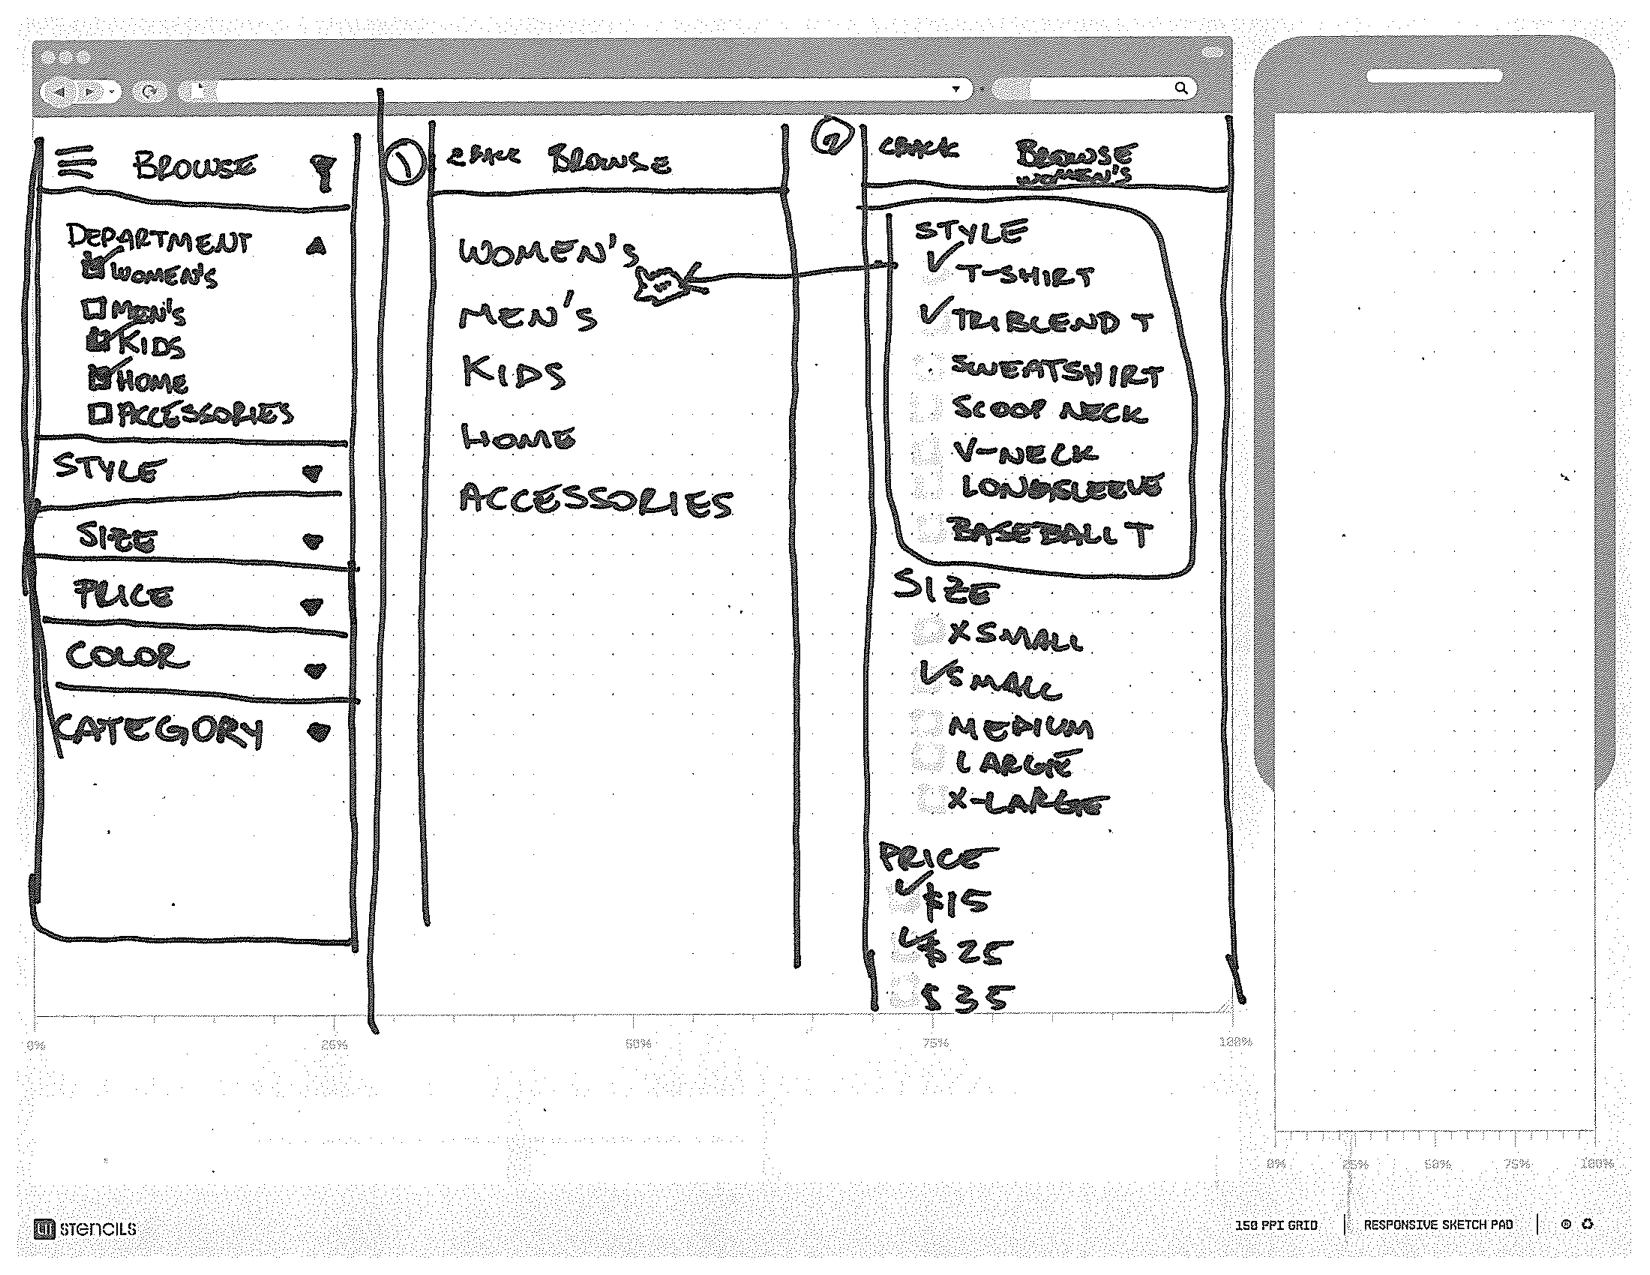 BROWSE
DEPARTMENT
WOMEN'S
MEN'S
KIDS
HOME
ACCESSORIES
STYLE
SIZE
PRICE
COLOR
CATEGORY
1
BACK BROWSE
WOMEN'S
MEN'S
KIDS
HOME
ACCESSORIES
2
<BACK BROWSE
WOMEN'S
STYLE
T-SHIRT
TRIBLEND T
SWEATSHIRT
SCOOP NECK
V-NECK
LONGSLEEVE
BASEBALL T
SIZE
X SMALL
SMALL
MEDIUM
LARGE
X-LARGE
PRICE
$15
$25
$35
0% 25% 50% 75% 100%
0% 25% 50% 75% 100%
UI STENCILS
150 PPI GRID | RESPONSIVE SKETCH PAD